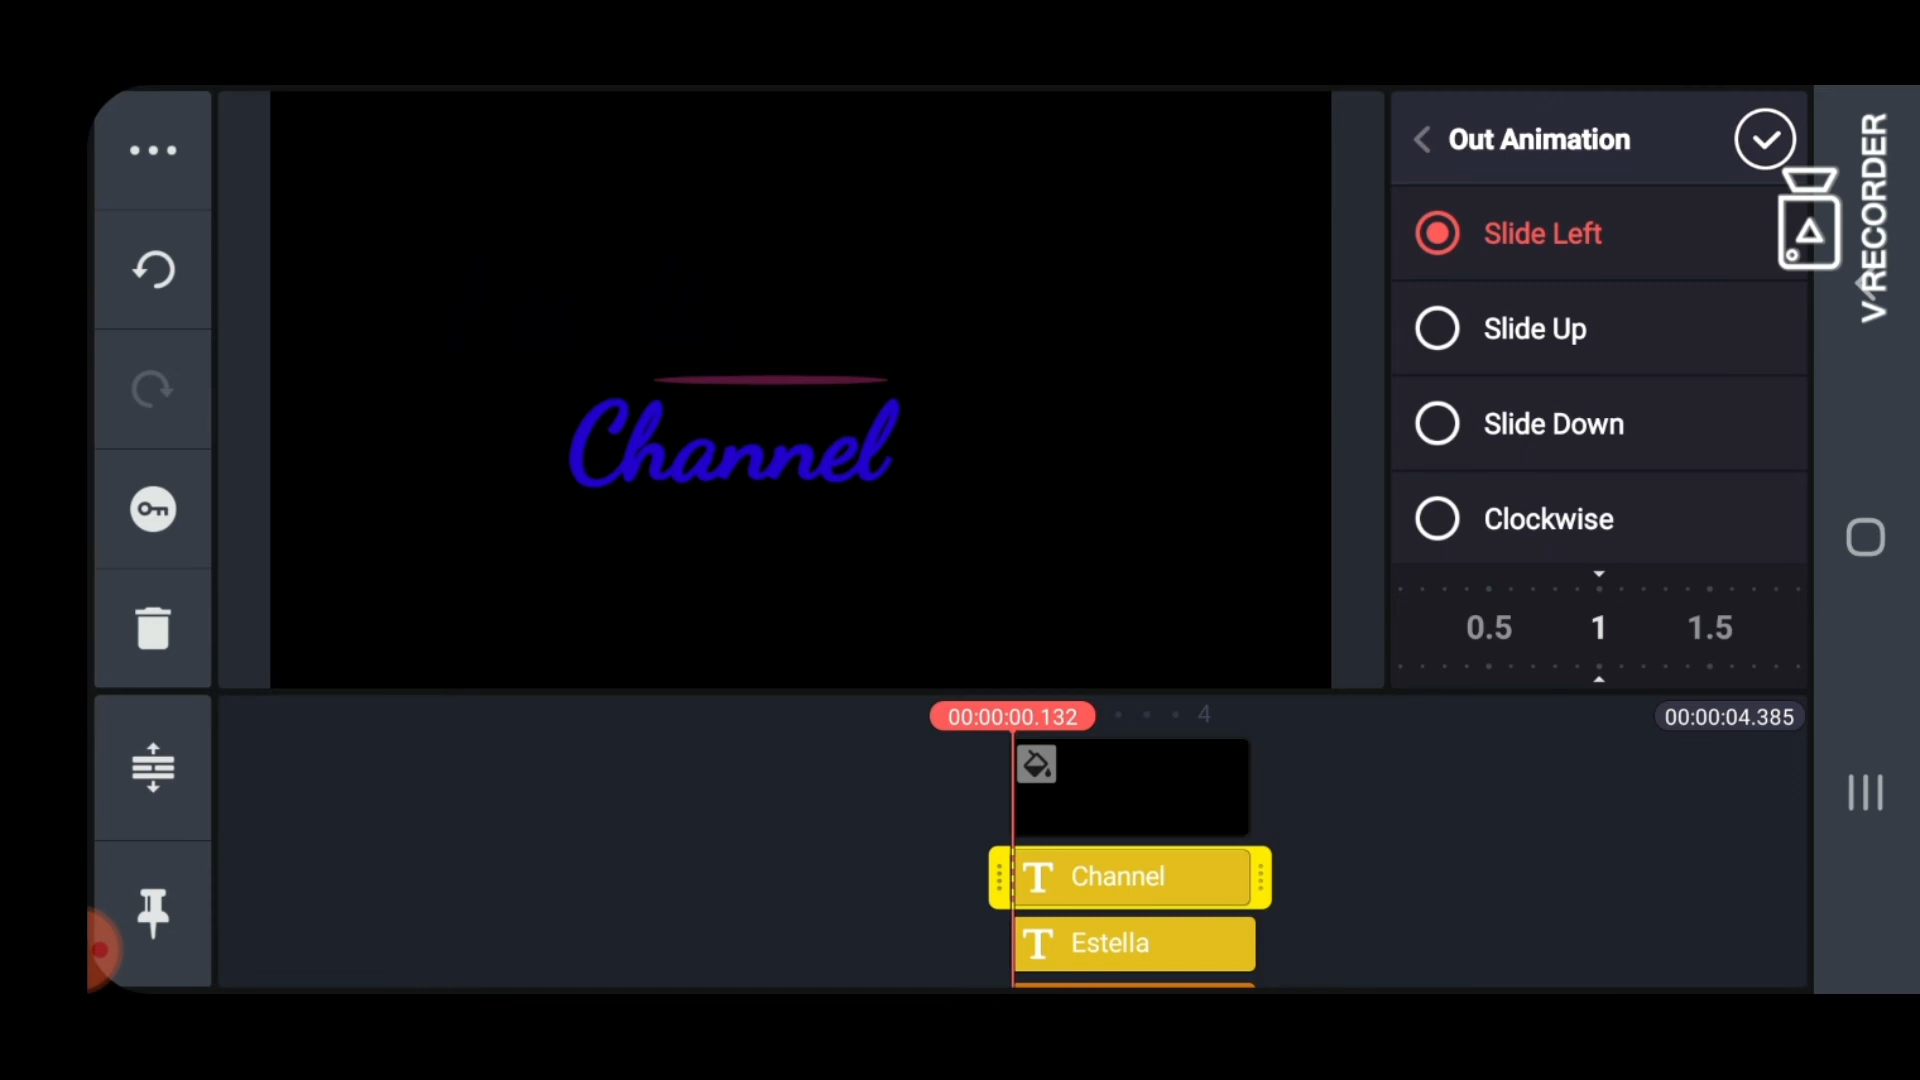 Out Animation
Slide Left
Slide Up
Slide Down
Clockwise
0.5 1 1.5
V RECORDER
Channel
00:00:00.132 4 00:00:04.385
T Channel
T Estella